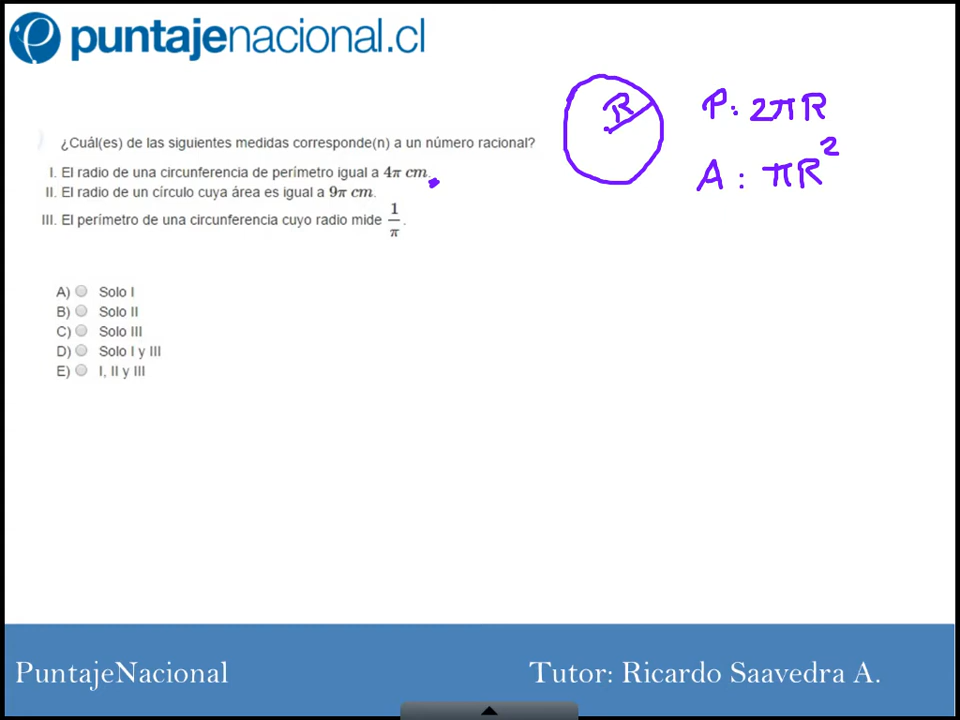 puntajenacional.cl
¿Cuál(es) de las siguientes medidas corresponde(n) a un número racional?
I. El radio de una circunferencia de perímetro igual a 4π cm.
II. El radio de un círculo cuya área es igual a 9π cm.
III. El perímetro de una circunferencia cuyo radio mide 1/π.
A) Solo I
B) Solo II
C) Solo III
D) Solo I y III
E) I, II y III
R
P: 2πR
A: πR²
PuntajeNacional
Tutor: Ricardo Saavedra A.